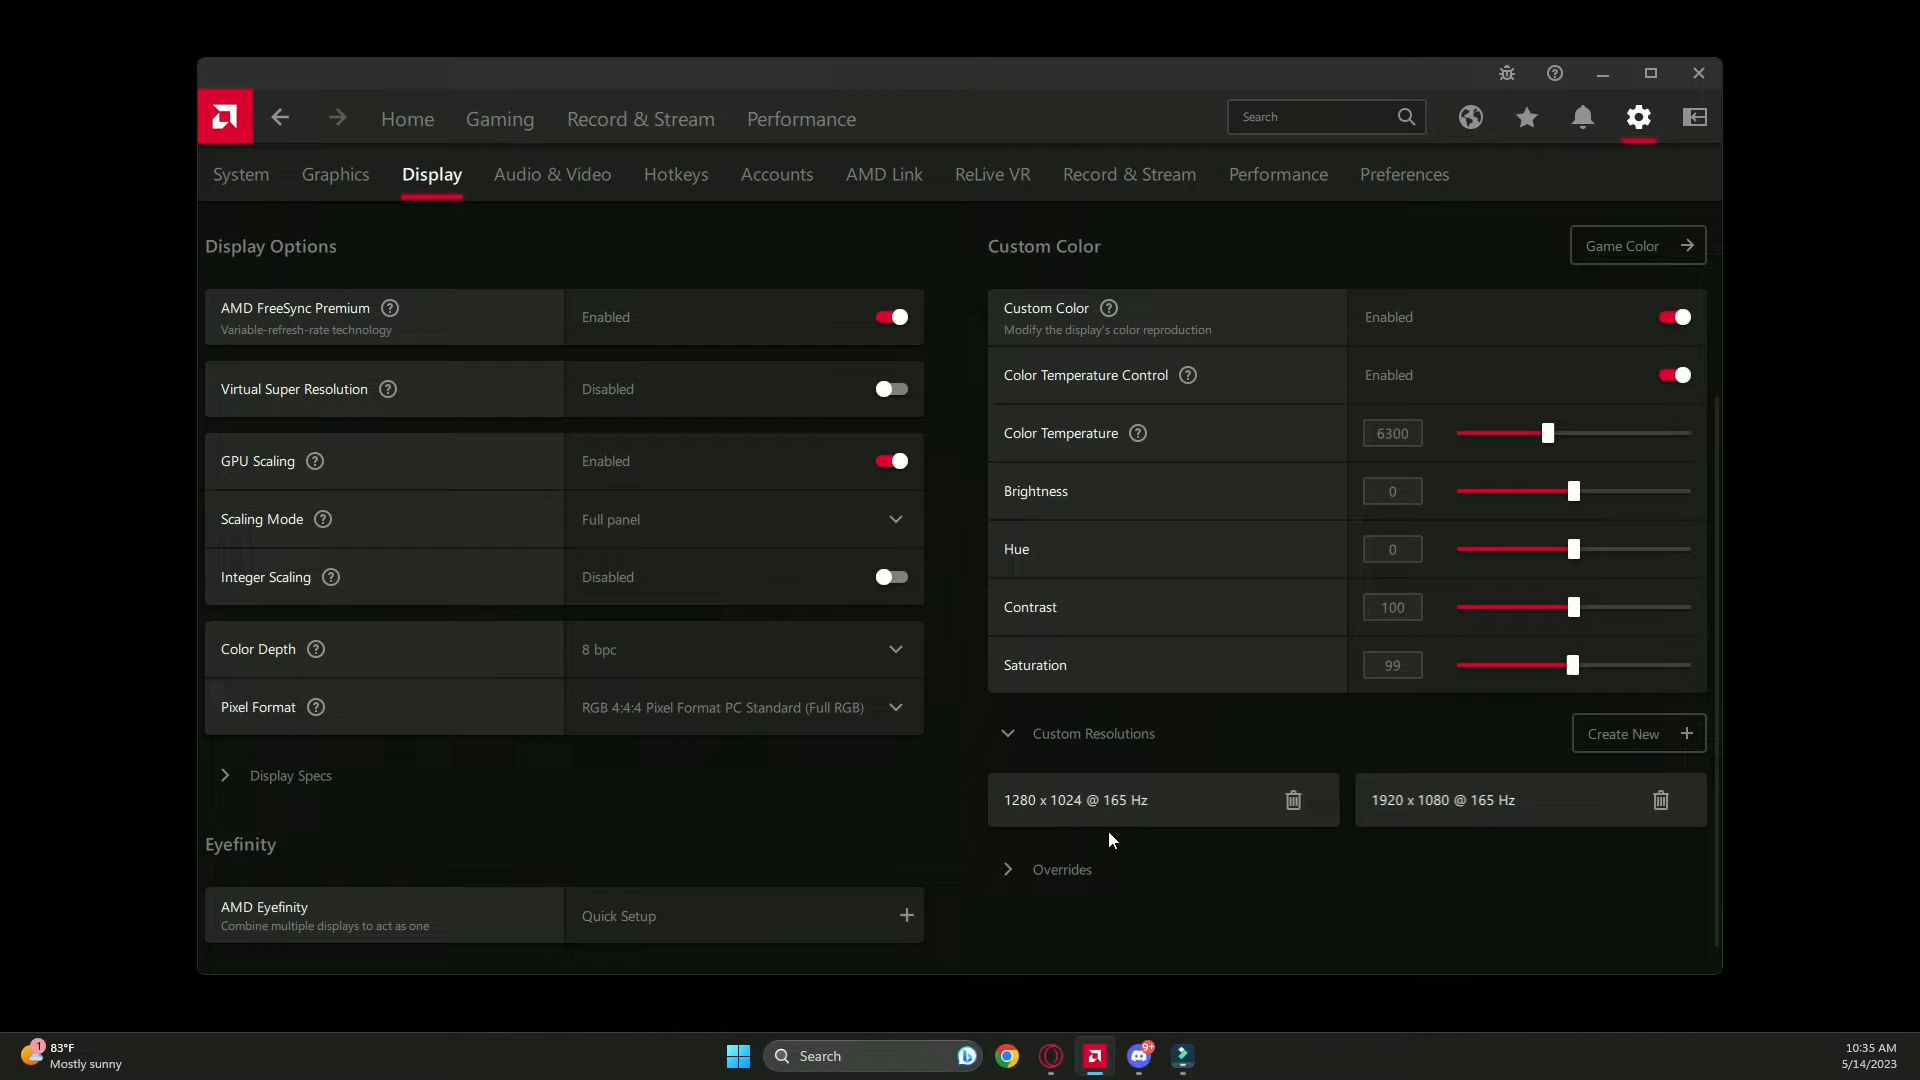 Home
Gaming
Record & Stream
Performance
Search
System
Graphics
Display
Audio & Video
Hotkeys
Accounts
AMD Link
ReLive VR
Record & Stream
Performance
Preferences
Display Options
AMD FreeSync Premium
Variable-refresh-rate technology
Enabled
Virtual Super Resolution
Disabled
GPU Scaling
Enabled
Scaling Mode
Full panel
Integer Scaling
Disabled
Color Depth
8 bpc
Pixel Format
RGB 4:4:4 Pixel Format PC Standard (Full RGB)
Display Specs
Eyefinity
AMD Eyefinity
Combine multiple displays to act as one
Quick Setup
Custom Color
Game Color
Custom Color
Modify the display's color reproduction
Enabled
Color Temperature Control
Enabled
Color Temperature
6300
Brightness
0
Hue
0
Contrast
100
Saturation
99
Custom Resolutions
Create New
1280 x 1024 @ 165 Hz
1920 x 1080 @ 165 Hz
Overrides
1
83°F
Mostly sunny
Search
9+
10:35 AM
5/14/2023